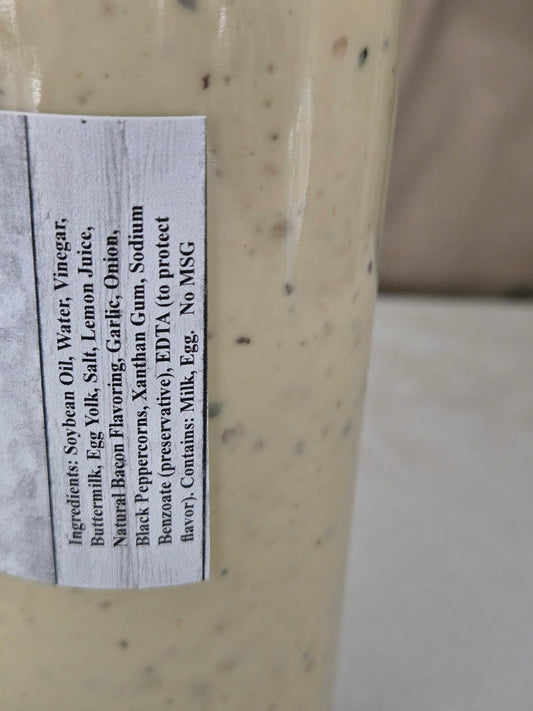 Ingredients: Soybean Oil, Water, Vinegar,
Buttermilk, Egg Yolk, Salt, Lemon Juice,
Natural Bacon Flavoring, Garlic, Onion,
Black Peppercorns, Xanthan Gum, Sodium
Benzoate (preservative), EDTA (to protect
flavor). Contains: Milk, Egg. No MSG